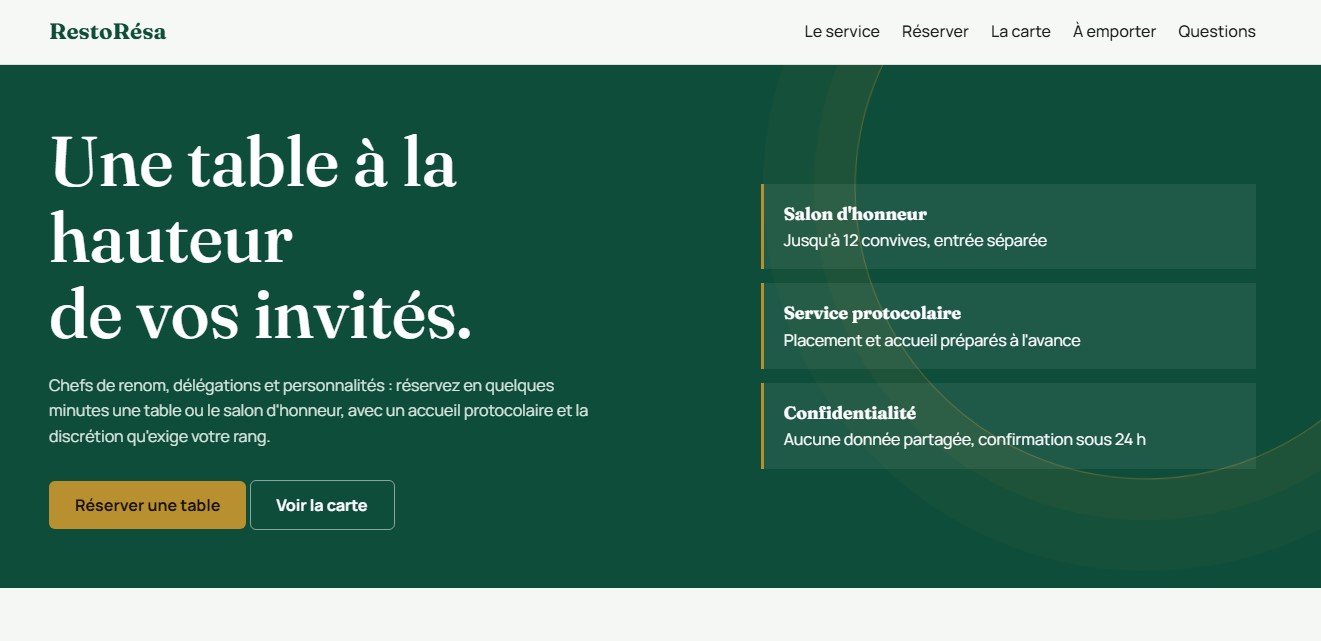 RestoRésa
Le service
Réserver
La carte
À emporter
Questions
Une table à la
hauteur
de vos invités.
Chefs de renom, délégations et personnalités : réservez en quelques
minutes une table ou le salon d'honneur, avec un accueil protocolaire et la
discrétion qu'exige votre rang.
Réserver une table
Voir la carte
Salon d'honneur
Jusqu'à 12 convives, entrée séparée
Service protocolaire
Placement et accueil préparés à l'avance
Confidentialité
Aucune donnée partagée, confirmation sous 24 h